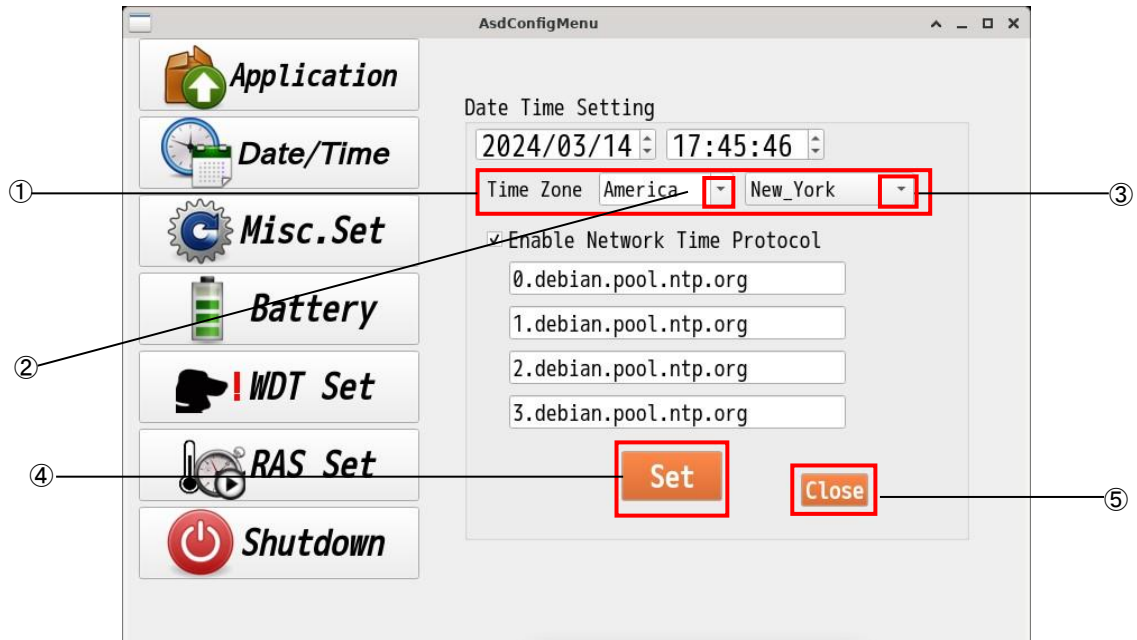 AsdConfigMenu
Application
Date/Time
Misc.Set
Battery
WDT Set
RAS Set
Shutdown
Date Time Setting
2024/03/14 17:45:46
① Time Zone America New_York ③
② Enable Network Time Protocol
0.debian.pool.ntp.org
1.debian.pool.ntp.org
2.debian.pool.ntp.org
3.debian.pool.ntp.org
④ Set
Close ⑤